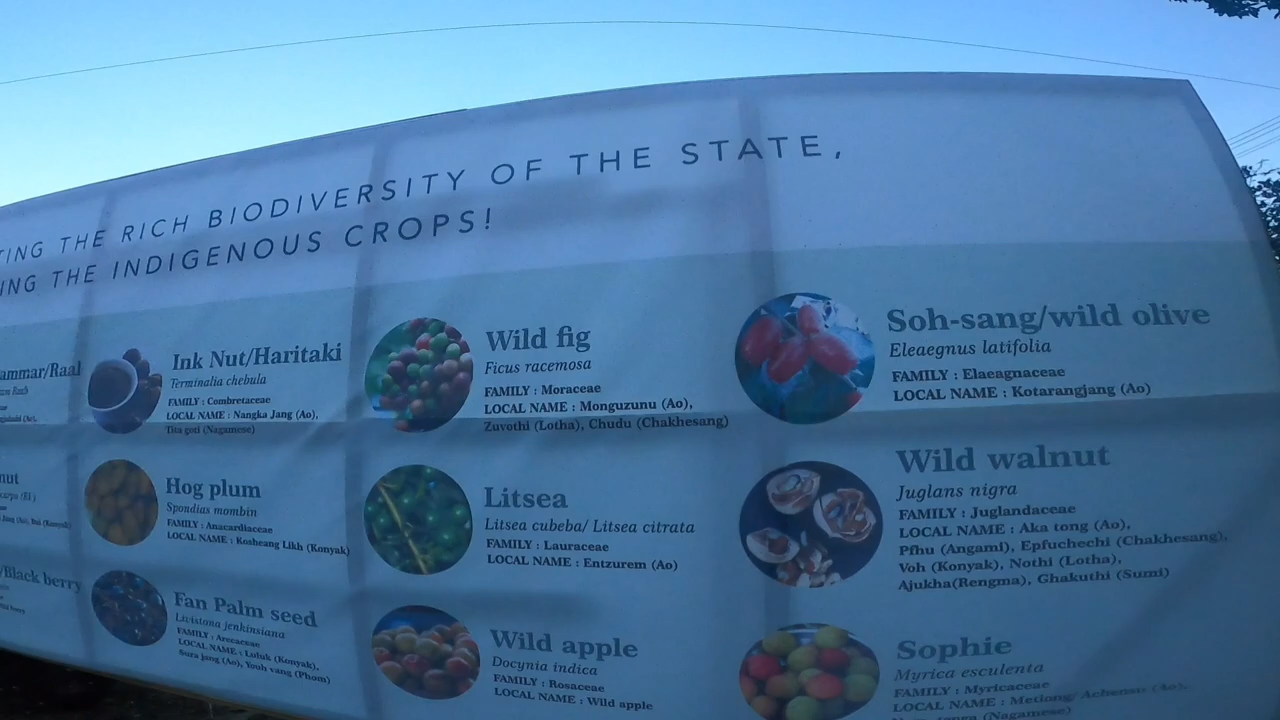 TING THE RICH BIODIVERSITY OF THE STATE,
ING THE INDIGENOUS CROPS!
ammar/Raal
nut
/Black berry
Ink Nut/Haritaki
Terminalia chebula
FAMILY : Combretaceae
LOCAL NAME : Nangka Jang (Ao),
Tita goti (Nagamese)
Hog plum
Spondias mombin
FAMILY : Anacardiaceae
LOCAL NAME : Kosheang Likh (Konyak)
Fan Palm seed
Livistona jenkinsiana
FAMILY : Arecaceae
LOCAL NAME : Luluk (Konyak),
Suza jang (Ao), Youh yang (Phom)
Wild fig
Ficus racemosa
FAMILY : Moraceae
LOCAL NAME : Monguzunu (Ao),
Zuvothi (Lotha), Chudu (Chakhesang)
Litsea
Litsea cubeba/ Litsea citrata
FAMILY : Lauraceae
LOCAL NAME : Entzurem (Ao)
Wild apple
Docynia indica
FAMILY : Rosaceae
LOCAL NAME : Wild apple
Soh-sang/wild olive
Eleaegnus latifolia
FAMILY : Elaeagnaceae
LOCAL NAME : Kotarangjang (Ao)
Wild walnut
Juglans nigra
FAMILY : Juglandaceae
LOCAL NAME : Aka tong (Ao),
Pfhu (Angami), Epfuchechi (Chakhesang),
Voh (Konyak), Nothi (Lotha),
Ajukha(Rengma), Ghakuthi (Sumi)
Sophie
Myrica esculenta
FAMILY : Myricaceae
LOCAL NAME : Metiong (Ao),
(Nagamese)